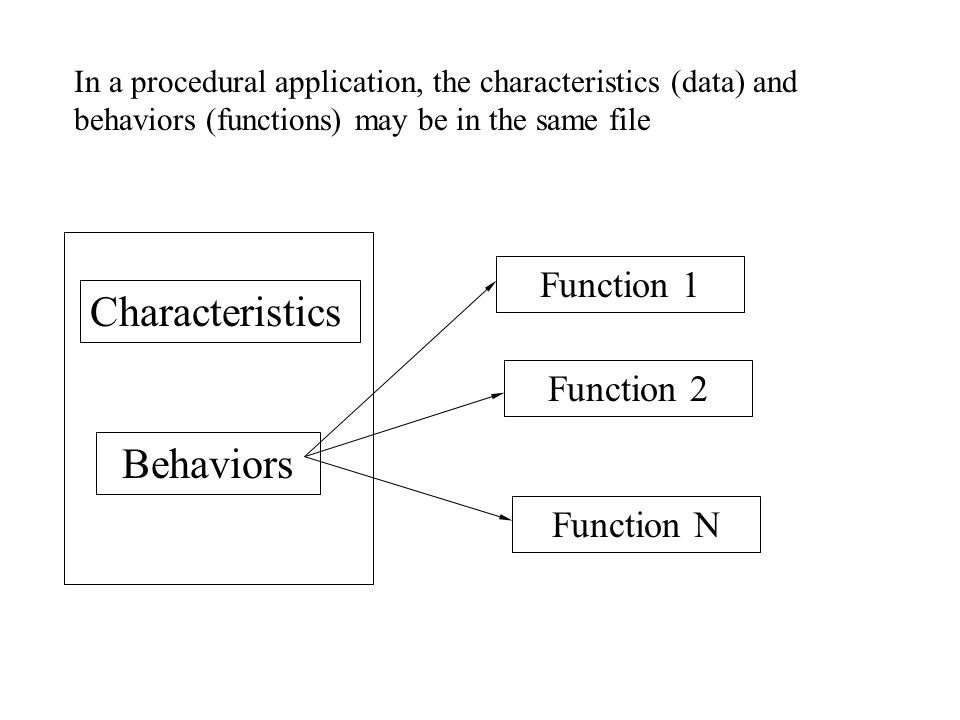 In a procedural application, the characteristics (data) and
behaviors (functions) may be in the same file
Characteristics
Behaviors
Function 1
Function 2
Function N